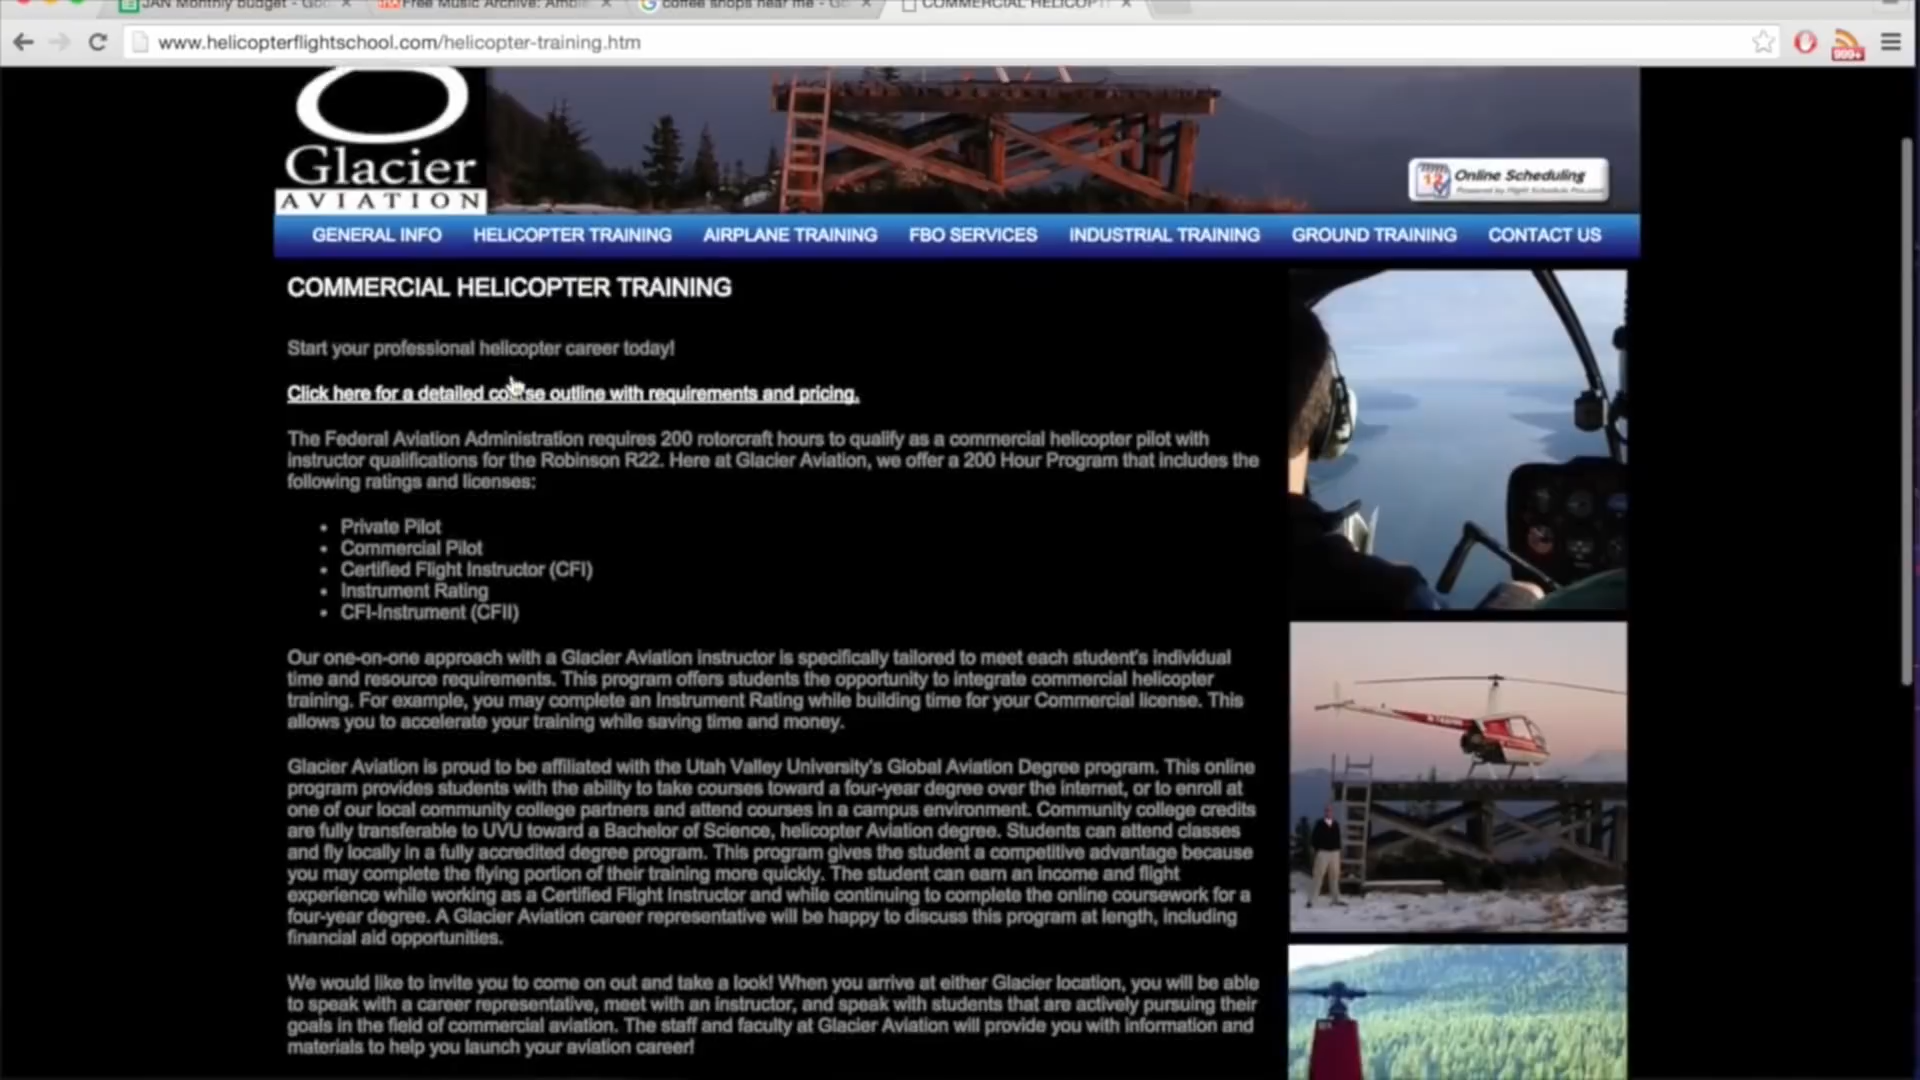 JAN Monthly budget - Goo
Free Music Archive: Ambie
coffee shops near me - Go
COMMERCIAL HELICOPT
www.helicopterflightschool.com/helicopter-training.htm
999+
Glacier
AVIATION
12
Online Scheduling
Powered by Flight Schedule Pro.com
GENERAL INFO HELICOPTER TRAINING AIRPLANE TRAINING FBO SERVICES INDUSTRIAL TRAINING GROUND TRAINING CONTACT US
COMMERCIAL HELICOPTER TRAINING
Start your professional helicopter career today!
Click here for a detailed course outline with requirements and pricing.
The Federal Aviation Administration requires 200 rotorcraft hours to qualify as a commercial helicopter pilot with
instructor qualifications for the Robinson R22. Here at Glacier Aviation, we offer a 200 Hour Program that includes the
following ratings and licenses:
• Private Pilot
• Commercial Pilot
• Certified Flight Instructor (CFI)
• Instrument Rating
• CFI-Instrument (CFII)
Our one-on-one approach with a Glacier Aviation instructor is specifically tailored to meet each student's individual
time and resource requirements. This program offers students the opportunity to integrate commercial helicopter
training. For example, you may complete an Instrument Rating while building time for your Commercial license. This
allows you to accelerate your training while saving time and money.
Glacier Aviation is proud to be affiliated with the Utah Valley University's Global Aviation Degree program. This online
program provides students with the ability to take courses toward a four-year degree over the internet, or to enroll at
one of our local community college partners and attend courses in a campus environment. Community college credits
are fully transferable to UVU toward a Bachelor of Science, helicopter Aviation degree. Students can attend classes
and fly locally in a fully accredited degree program. This program gives the student a competitive advantage because
you may complete the flying portion of their training more quickly. The student can earn an income and flight
experience while working as a Certified Flight Instructor and while continuing to complete the online coursework for a
four-year degree. A Glacier Aviation career representative will be happy to discuss this program at length, including
financial aid opportunities.
We would like to invite you to come on out and take a look! When you arrive at either Glacier location, you will be able
to speak with a career representative, meet with an instructor, and speak with students that are actively pursuing their
goals in the field of commercial aviation. The staff and faculty at Glacier Aviation will provide you with information and
materials to help you launch your aviation career!